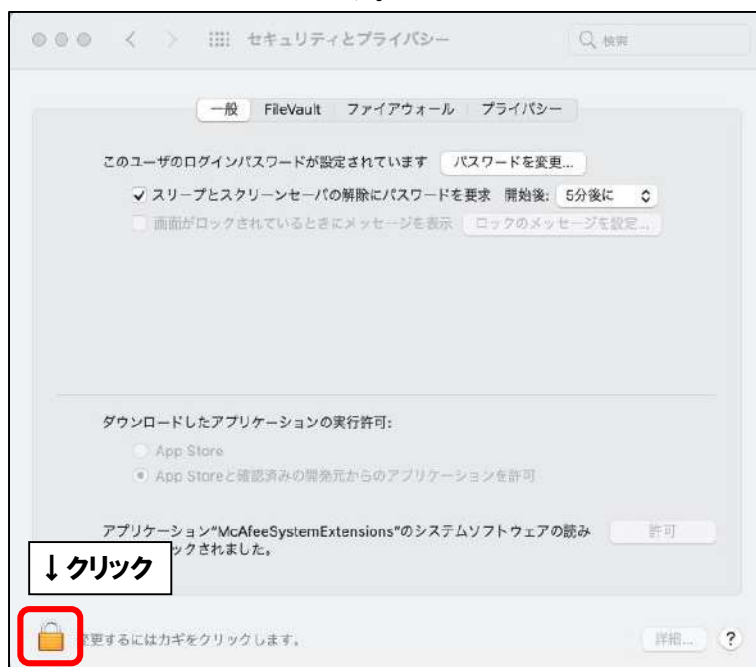 セキュリティとプライバシー
検索
一般 FileVault ファイアウォール プライバシー
このユーザのログインパスワードが設定されています パスワードを変更...
スリープとスクリーンセーバの解除にパスワードを要求 開始後: 5分後に
画面がロックされているときにメッセージを表示 ロックのメッセージを設定...
ダウンロードしたアプリケーションの実行許可:
App Store
App Storeと確認済みの開発元からのアプリケーションを許可
アプリケーション"McAfeeSystemExtensions"のシステムソフトウェアの読み 許可
ックされました。
↓クリック
変更するにはカギをクリックします。
詳細... ?